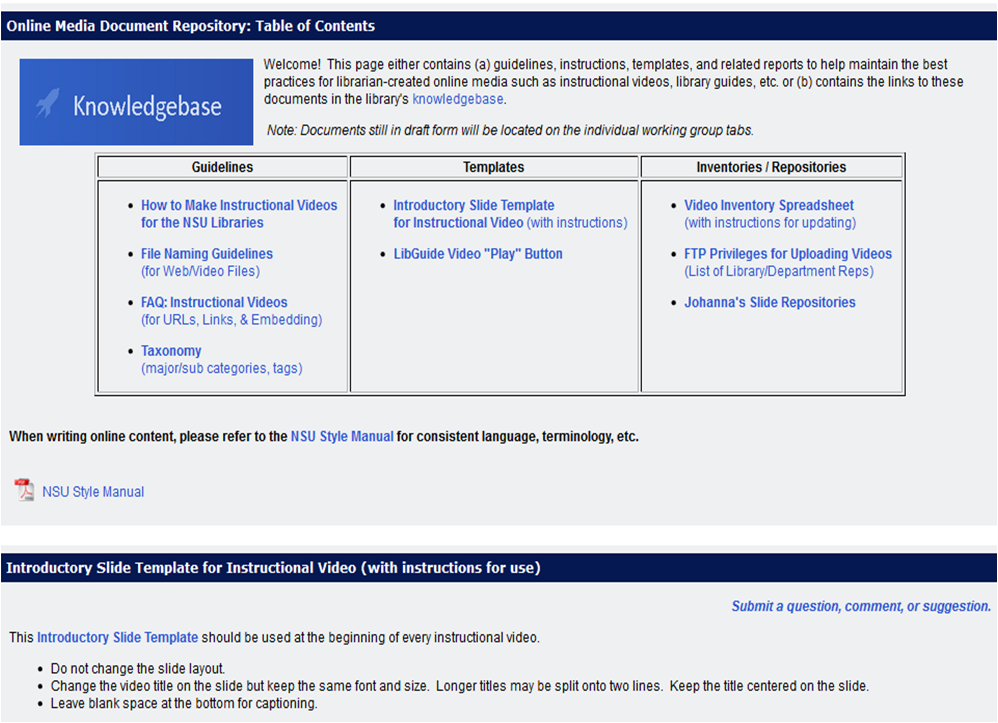 Online Media Document Repository: Table of Contents
Knowledgebase
Welcome! This page either contains (a) guidelines, instructions, templates, and related reports to help maintain the best
practices for librarian-created online media such as instructional videos, library guides, etc. or (b) contains the links to these
documents in the library's knowledgebase.
Note: Documents still in draft form will be located on the individual working group tabs.
Guidelines
• How to Make Instructional Videos
for the NSU Libraries
• File Naming Guidelines
(for Web/Video Files)
• FAQ: Instructional Videos
(for URLs, Links, & Embedding)
• Taxonomy
(major/sub categories, tags)
Templates
• Introductory Slide Template
for Instructional Video (with instructions)
• LibGuide Video "Play" Button
Inventories / Repositories
• Video Inventory Spreadsheet
(with instructions for updating)
• FTP Privileges for Uploading Videos
(List of Library/Department Reps)
• Johanna's Slide Repositories
When writing online content, please refer to the NSU Style Manual for consistent language, terminology, etc.
NSU Style Manual
Introductory Slide Template for Instructional Video (with instructions for use)
Submit a question, comment, or suggestion.
This Introductory Slide Template should be used at the beginning of every instructional video.
• Do not change the slide layout.
• Change the video title on the slide but keep the same font and size. Longer titles may be split onto two lines. Keep the title centered on the slide.
• Leave blank space at the bottom for captioning.